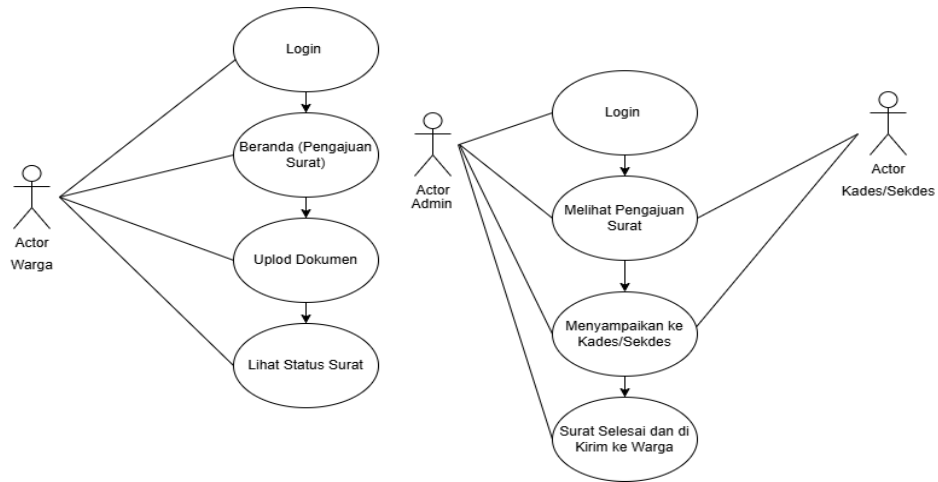 Login
Beranda (Pengajuan
Surat)
Uplod Dokumen
Lihat Status Surat
Actor
Warga
Login
Melihat Pengajuan
Surat
Menyampaikan ke
Kades/Sekdes
Surat Selesai dan di
Kirim ke Warga
Actor
Admin
Actor
Kades/Sekdes